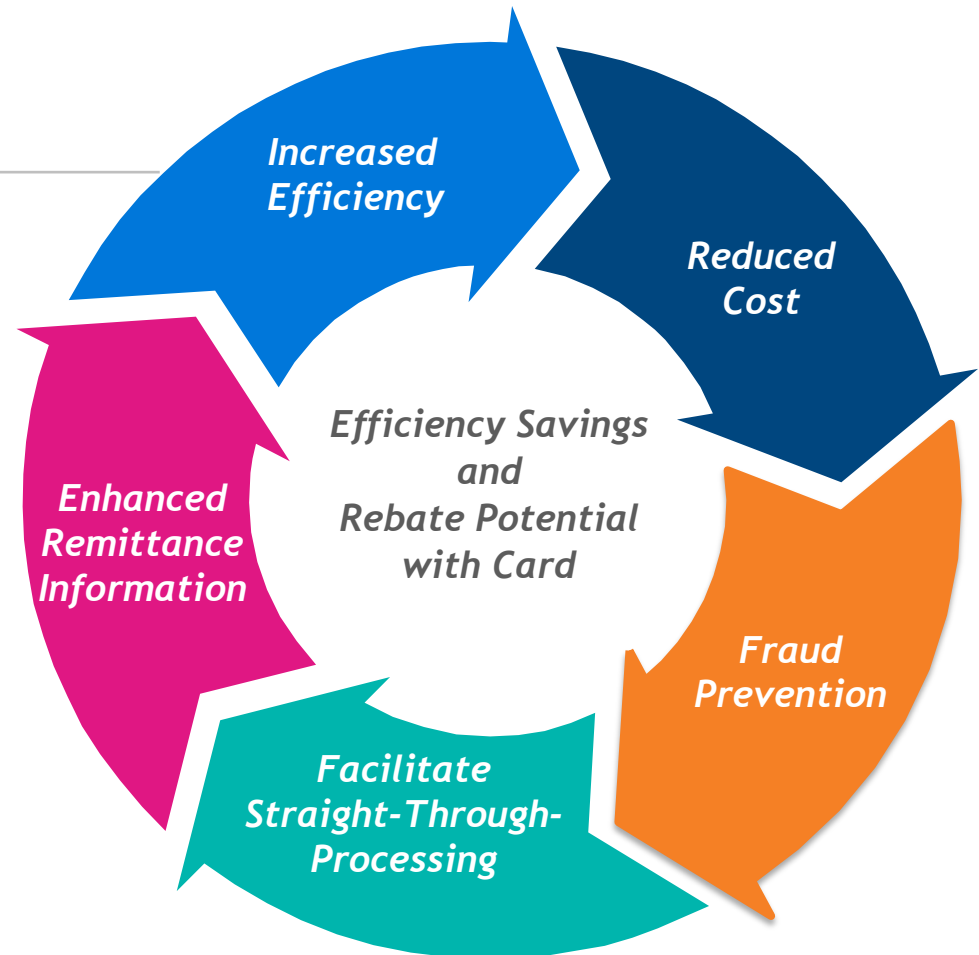 Increased
Efficiency
Reduced
Cost
Efficiency Savings
and
Rebate Potential
with Card
Enhanced
Remittance
Information
Fraud
Prevention
Facilitate
Straight-Through-
Processing